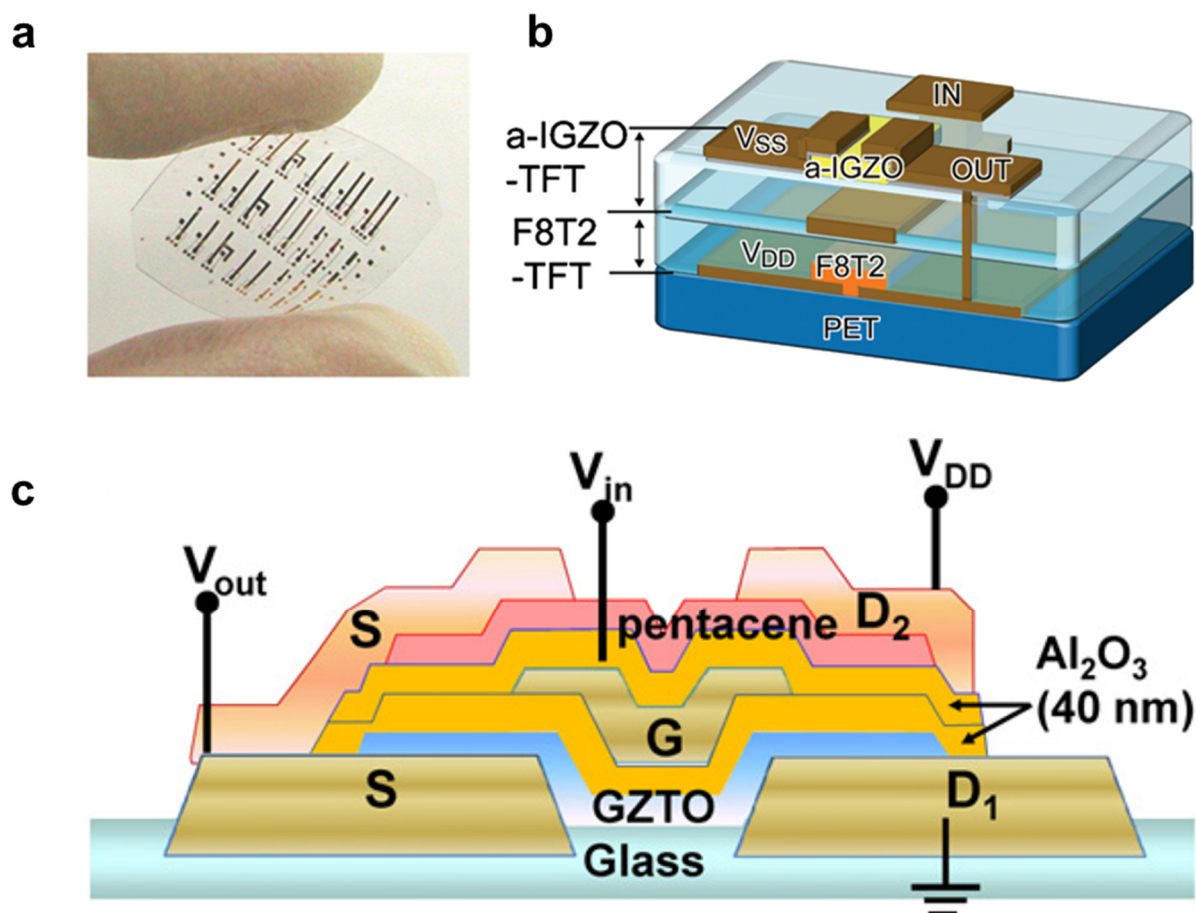 a
b
IN
a-IGZO
-TFT
VSS
a-IGZO
OUT
F8T2
-TFT
VDD
F8T2
PET
c
Vin
VDD
Vout
S
pentacene
D2
Al2O3
(40 nm)
G
S
GZTO
D1
Glass